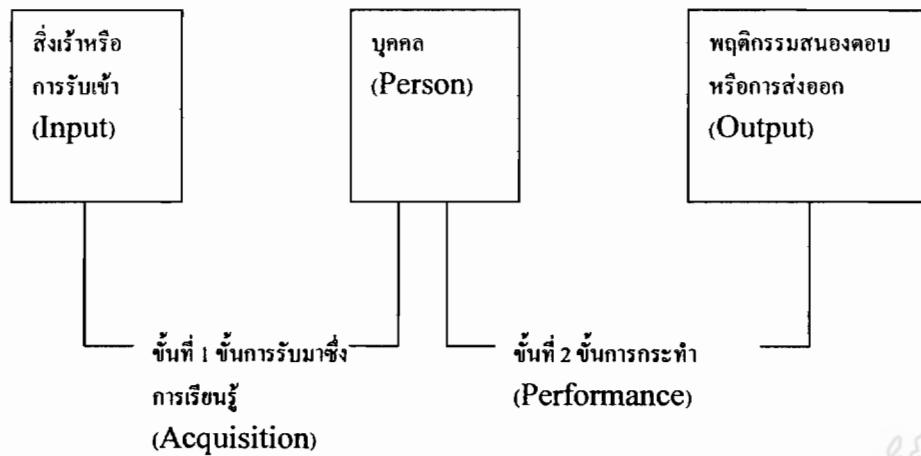 สิ่งเร้าหรือ
การรับเข้า
(Input)
บุคคล
(Person)
พฤติกรรมสนองตอบ
หรือการส่งออก
(Output)
ขั้นที่ 1 ขั้นการรับมาซึ่ง
การเรียนรู้
(Acquisition)
ขั้นที่ 2 ขั้นการกระทำ
(Performance)